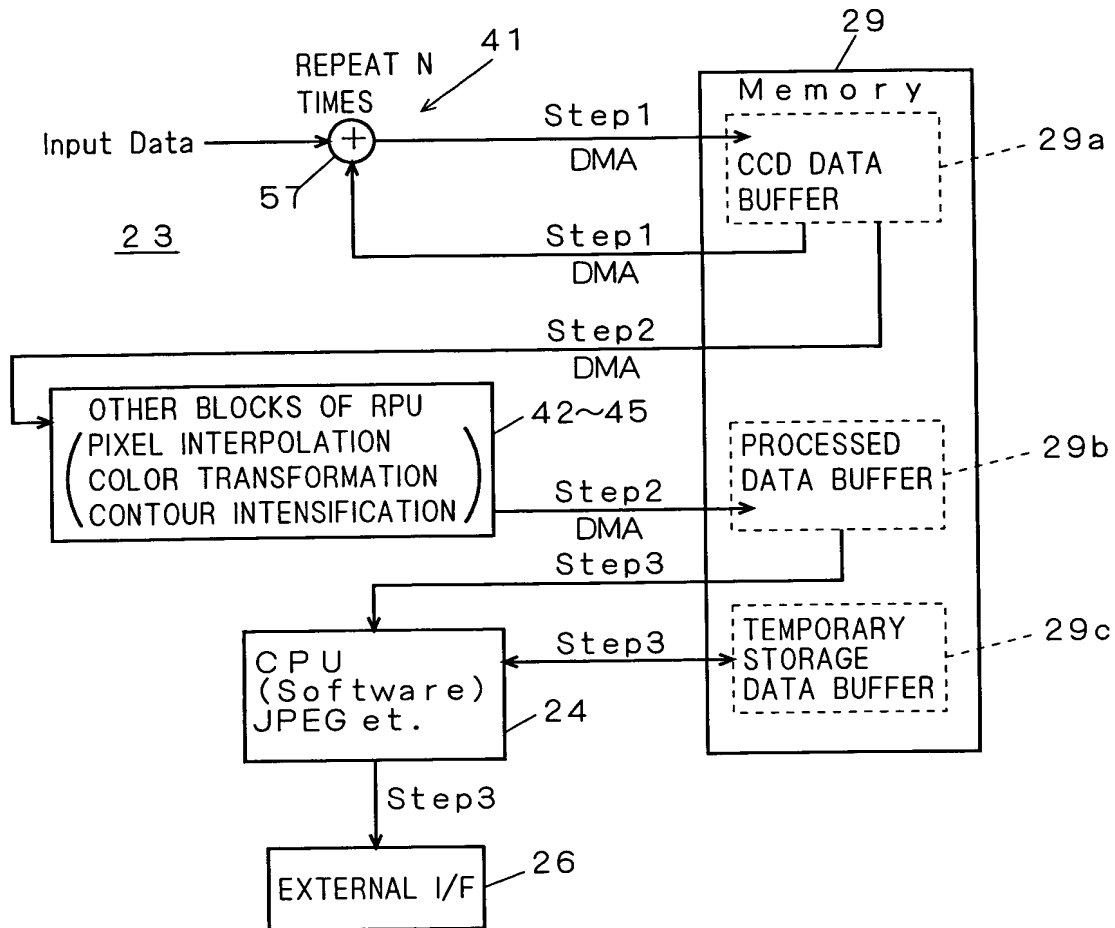 REPEAT N
TIMES
41
29
Memory
Input Data
+
Step1
DMA
CCD DATA
BUFFER
29a
57
23
Step1
DMA
Step2
DMA
OTHER BLOCKS OF RPU
PIXEL INTERPOLATION
COLOR TRANSFORMATION
CONTOUR INTENSIFICATION
42~45
PROCESSED
DATA BUFFER
29b
Step2
DMA
Step3
CPU
(Software)
JPEG et.
24
Step3
TEMPORARY
STORAGE
DATA BUFFER
29c
Step3
EXTERNAL I/F
26